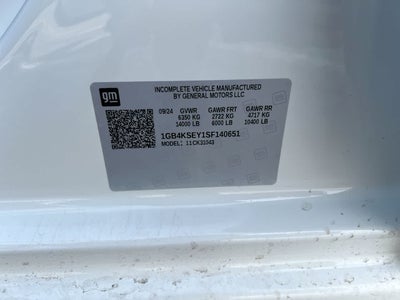 gm
INCOMPLETE VEHICLE MANUFACTURED
BY GENERAL MOTORS LLC
09/24 GVWR GAWR FRT GAWR RR
6350 KG 2722 KG 4717 KG
14000 LB 6000 LB 10400 LB
1GB4KSEY1SF140651
MODEL: 11CK31043